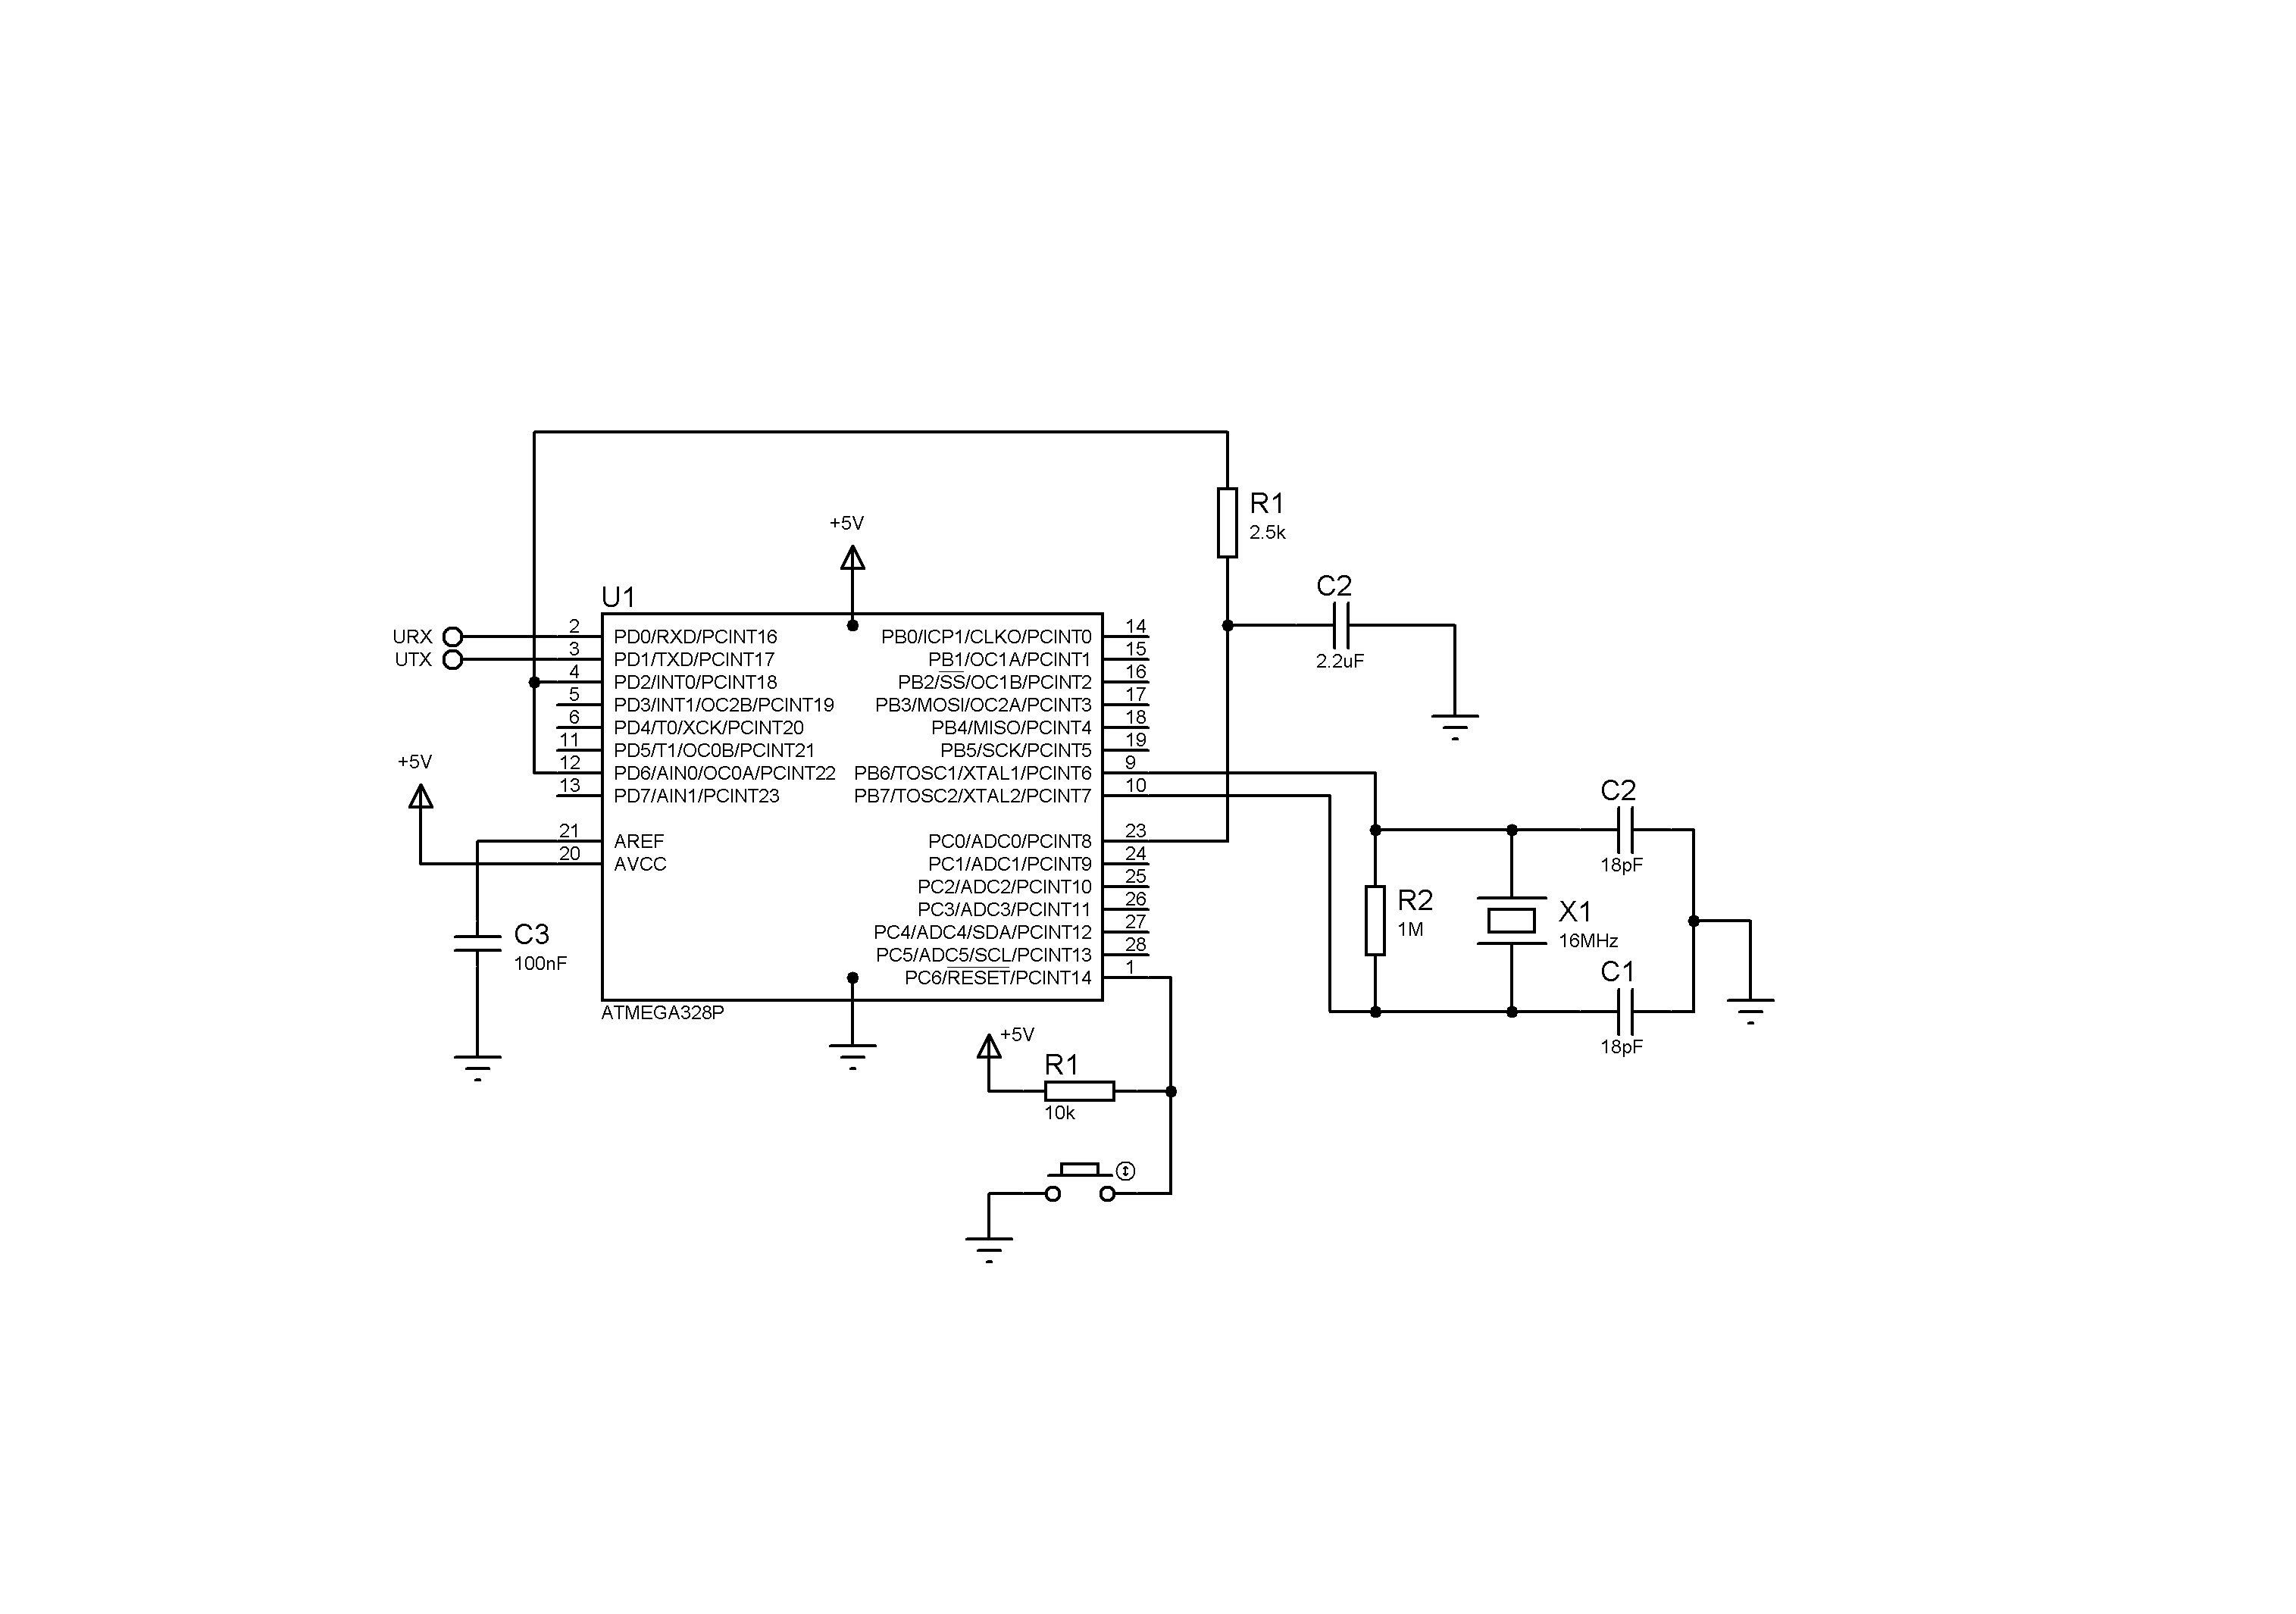 R1
2.5k
+5V
C2
2.2uF
U1
URX
UTX
2 PD0/RXD/PCINT16 PB0/ICP1/CLKO/PCINT0 14
3 PD1/TXD/PCINT17 PB1/OC1A/PCINT1 15
4 PD2/INT0/PCINT18 PB2/SS/OC1B/PCINT2 16
5 PD3/INT1/OC2B/PCINT19 PB3/MOSI/OC2A/PCINT3 17
6 PD4/T0/XCK/PCINT20 PB4/MISO/PCINT4 18
11 PD5/T1/OC0B/PCINT21 PB5/SCK/PCINT5 19
12 PD6/AIN0/OC0A/PCINT22 PB6/TOSC1/XTAL1/PCINT6 9
13 PD7/AIN1/PCINT23 PB7/TOSC2/XTAL2/PCINT7 10
+5V
21 AREF PC0/ADC0/PCINT8 23
20 AVCC PC1/ADC1/PCINT9 24
PC2/ADC2/PCINT10 25
PC3/ADC3/PCINT11 26
PC4/ADC4/SDA/PCINT12 27
PC5/ADC5/SCL/PCINT13 28
PC6/RESET/PCINT14 1
ATMEGA328P
C3
100nF
C2
18pF
R2
1M
X1
16MHz
C1
18pF
+5V
R1
10k